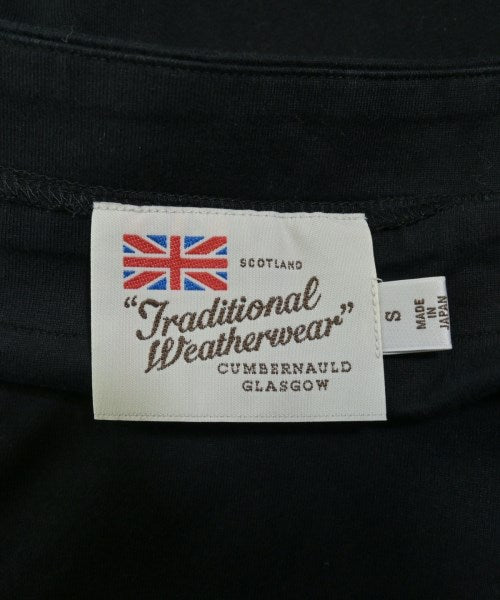 SCOTLAND
"Traditional
Weatherwear"
CUMBERNAULD
GLASGOW
S
MADE
IN
JAPAN